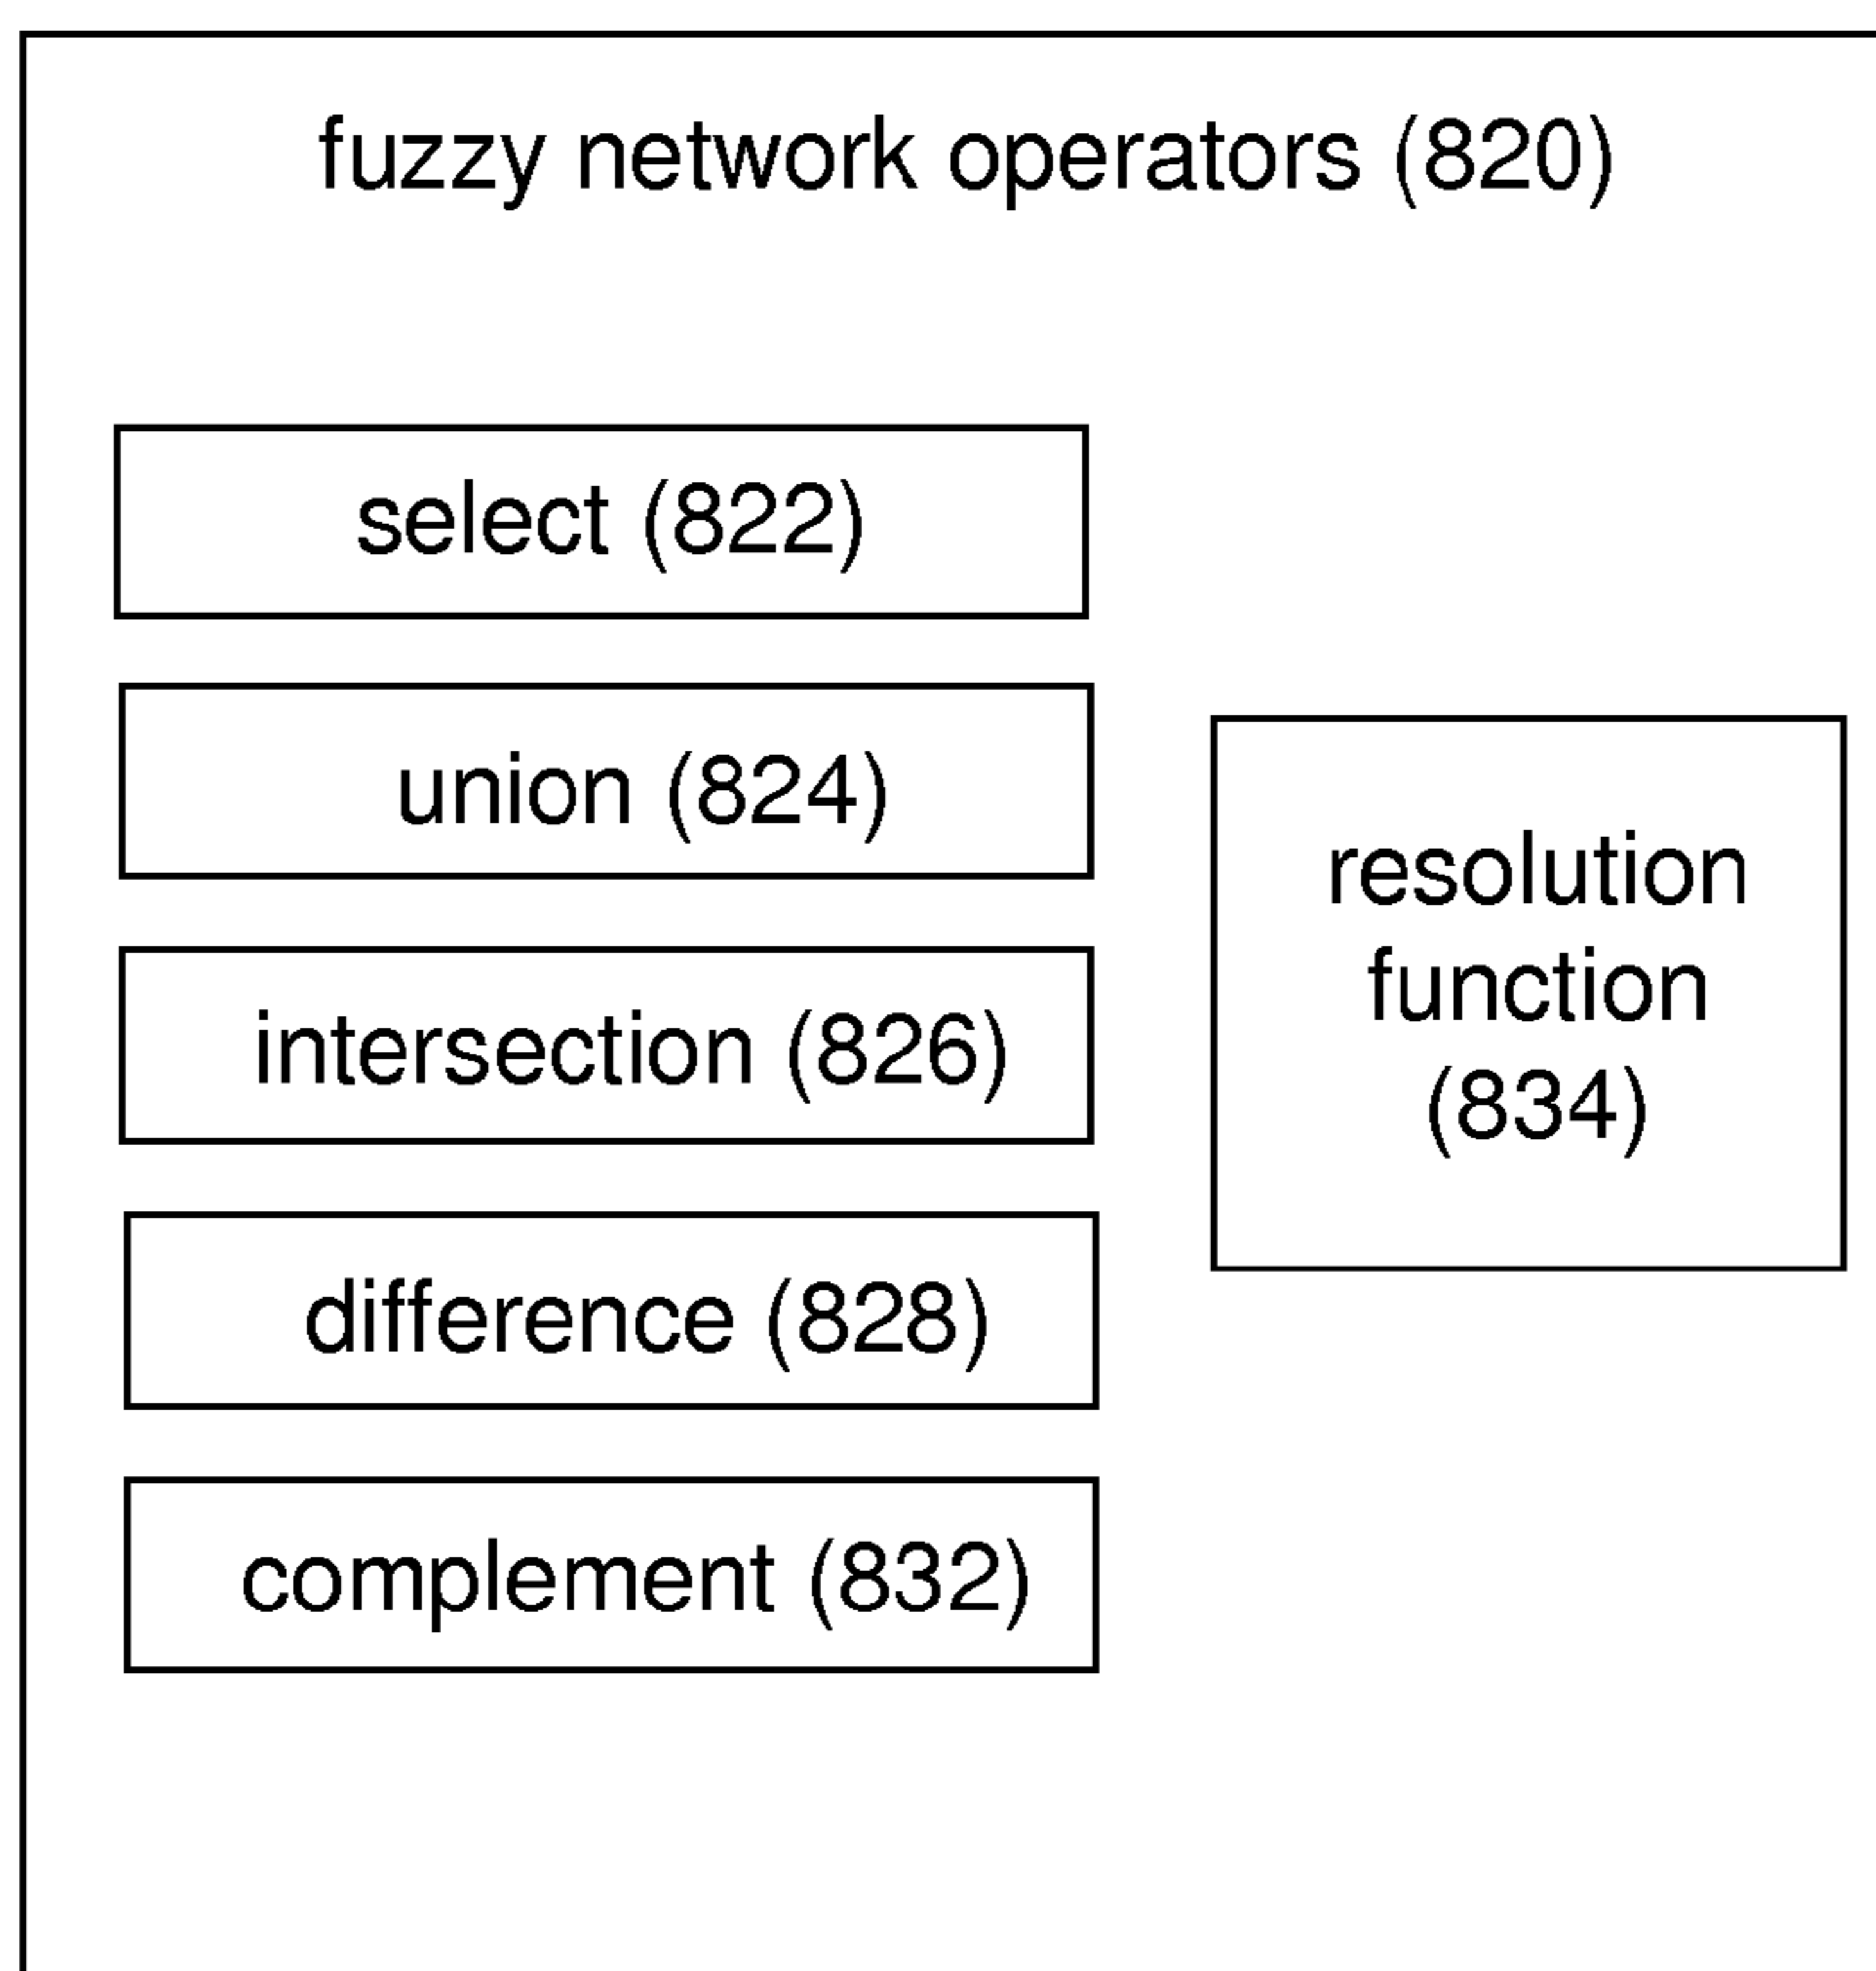 fuzzy network operators (820)
select (822)
union (824)
intersection (826)
difference (828)
complement (832)
resolution
function
(834)